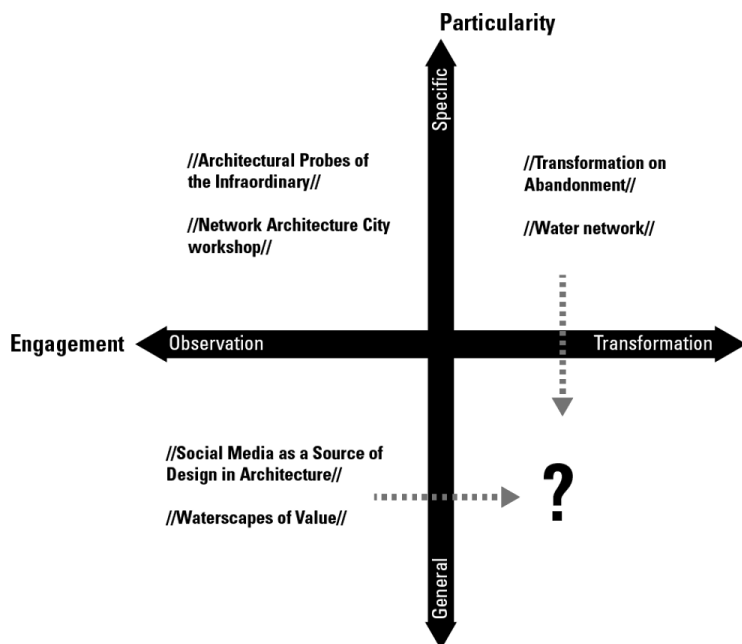 Particularity
Specific
//Architectural Probes of
the Infraordinary//
//Network Architecture City
workshop//
//Transformation on
Abandonment//
//Water network//
Engagement
Observation
Transformation
//Social Media as a Source of
Design in Architecture//
//Waterscapes of Value//
?
General